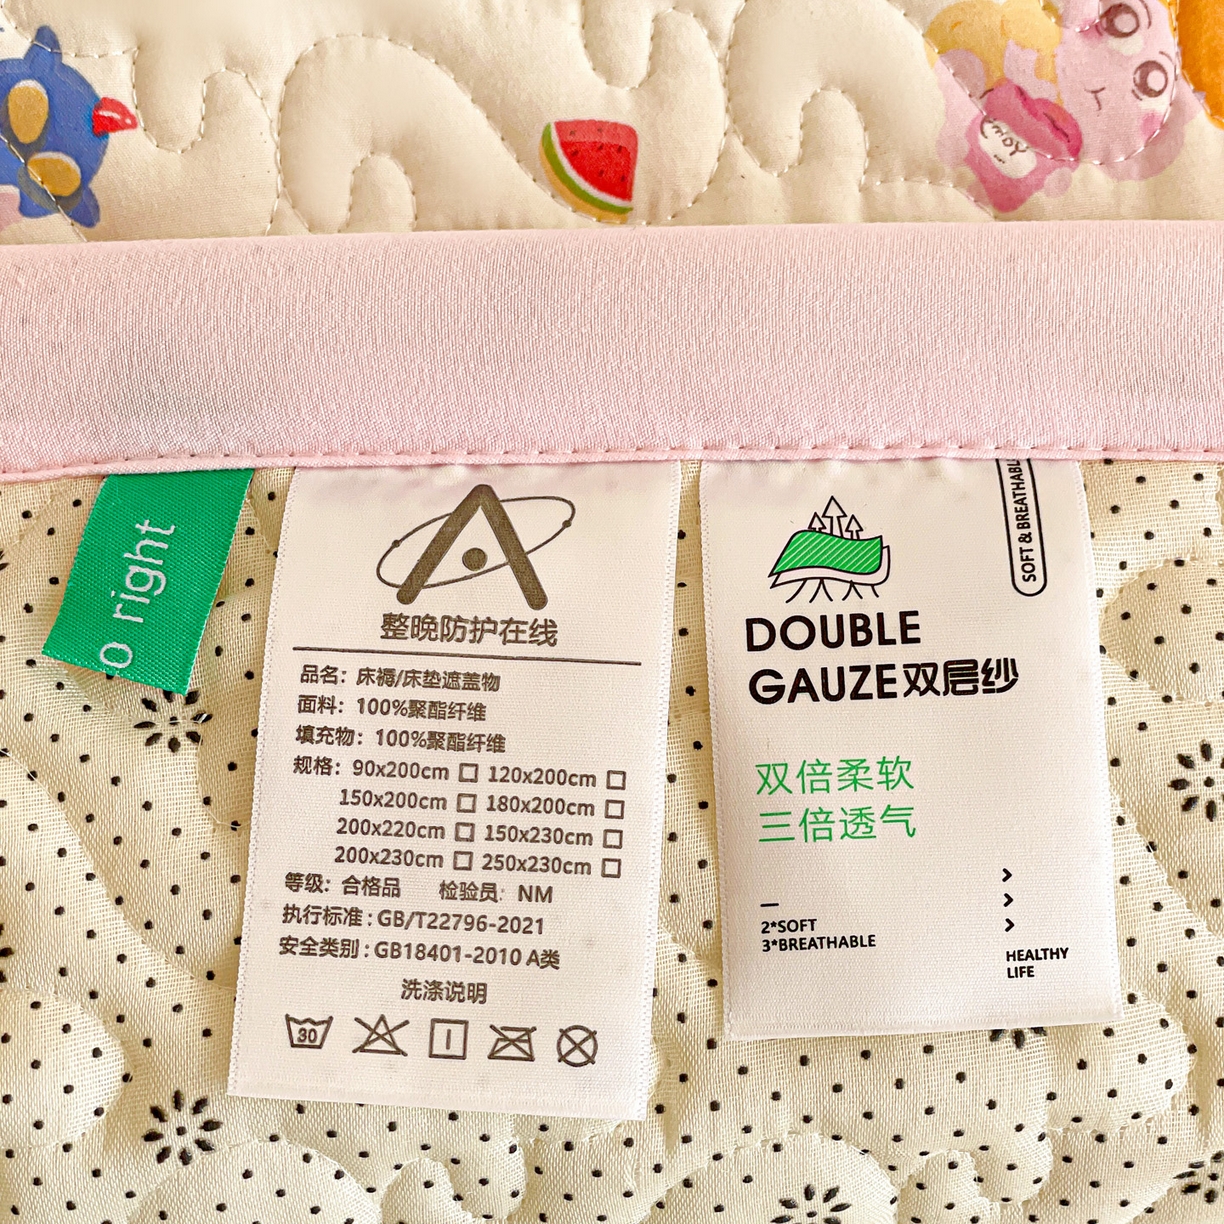 MOY
o right
整晚防护在线
品名：床褥/床垫遮盖物
面料：100%聚酯纤维
填充物：100%聚酯纤维
规格：90x200cm □ 120x200cm □
150x200cm □ 180x200cm □
200x220cm □ 150x230cm □
200x230cm □ 250x230cm □
等级：合格品 检验员：NM
执行标准：GB/T22796-2021
安全类别：GB18401-2010 A类
洗涤说明
30
SOFT & BREATHABL
DOUBLE
GAUZE双层纱
双倍柔软
三倍透气
2*SOFT
3*BREATHABLE
HEALTHY
LIFE